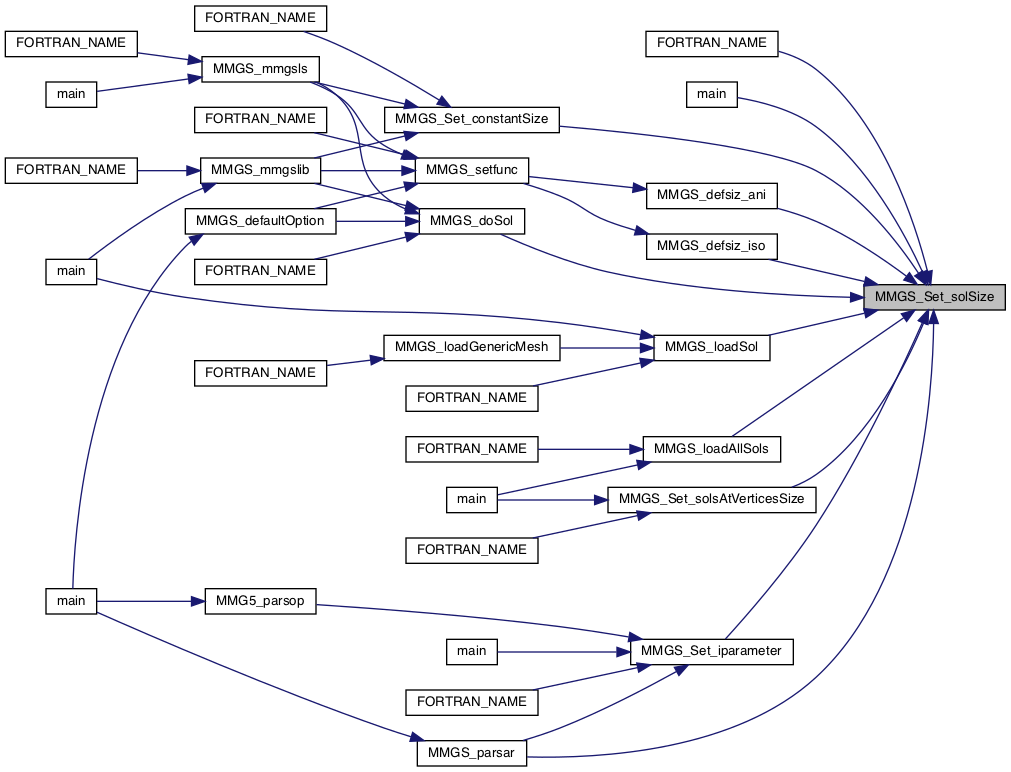 FORTRAN_NAME
FORTRAN_NAME
FORTRAN_NAME
MMGS_mmgsls
main
main
FORTRAN_NAME
MMGS_Set_constantSize
FORTRAN_NAME
MMGS_mmgslib
MMGS_setfunc
MMGS_defsiz_ani
MMGS_defaultOption
MMGS_doSol
MMGS_defsiz_iso
main
FORTRAN_NAME
MMGS_Set_solSize
MMGS_loadGenericMesh
MMGS_loadSol
FORTRAN_NAME
FORTRAN_NAME
FORTRAN_NAME
MMGS_loadAllSols
main
MMGS_Set_solsAtVerticesSize
FORTRAN_NAME
main
MMG5_parsop
main
MMGS_Set_iparameter
FORTRAN_NAME
MMGS_parsar